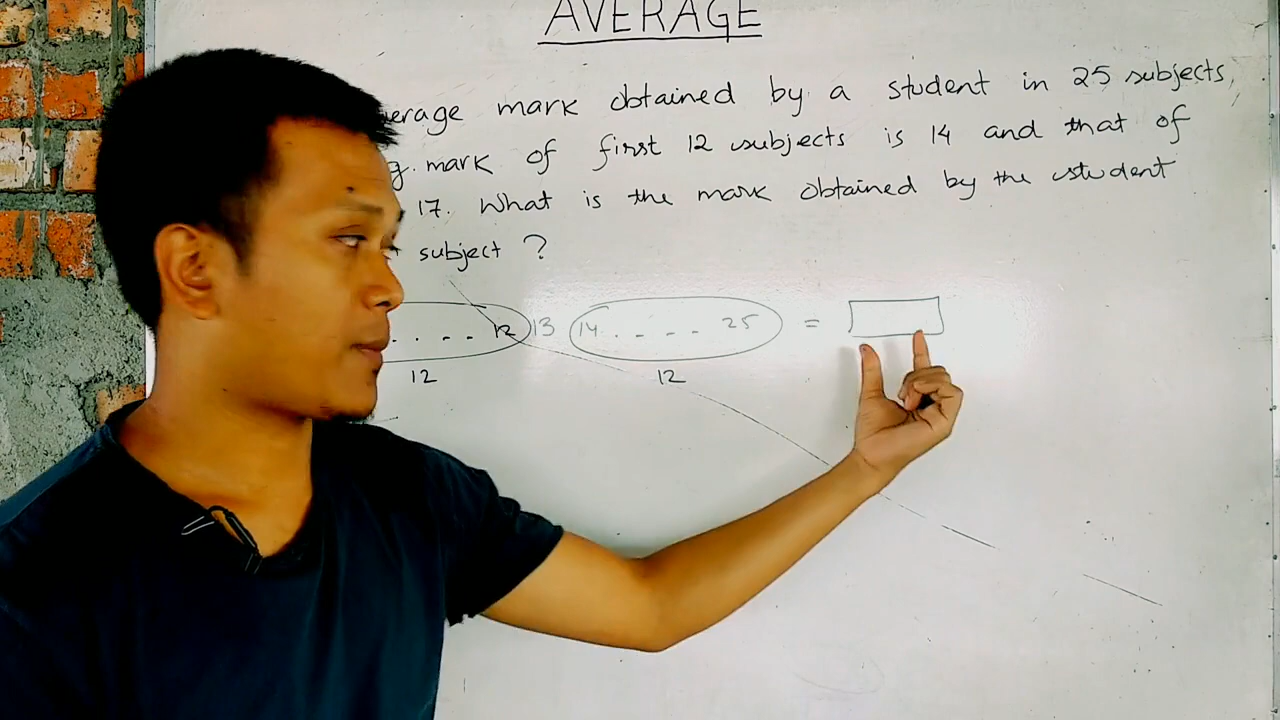 AVERAGE
erage mark obtained by a student in 25 subjects,
g. mark of first 12 subjects is 14 and that of
17. What is the mark obtained by the student
subject ?
. . - - 12 13 14 . . - - - 25 =
12 12